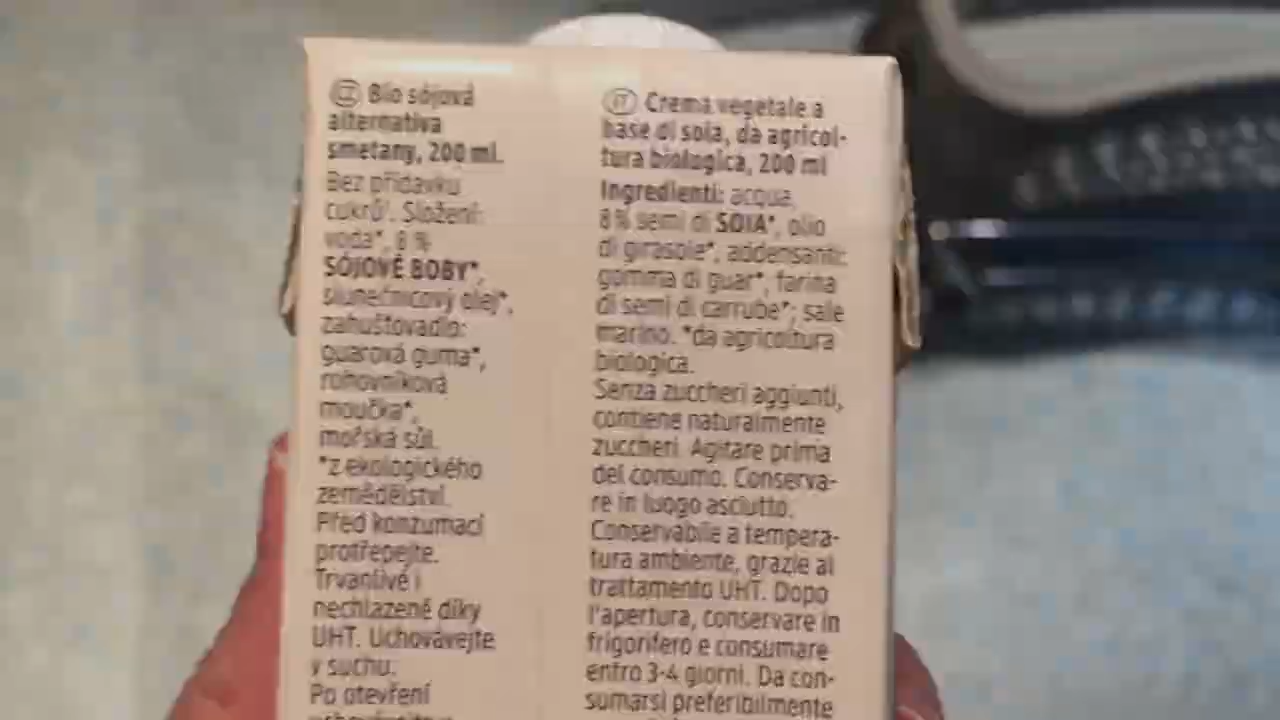 CZ Bio sójová
alternativa
smetany, 200 ml.
Bez přídavku
cukrů¹. Složení:
voda*, 8 %
SÓJOVÉ BOBY*,
slunečnicový olej*,
zahušťovadlo:
guarová guma*,
rohovníková
moučka*,
mořská sůl.
*z ekologického
zemědělství.
Před konzumací
protřepejte.
Trvanlivé i
nechlazené díky
UHT. Uchovávejte
v suchu.
Po otevření
IT Crema vegetale a
base di soia, da agricol-
tura biologica, 200 ml
Ingredienti: acqua,
8% semi di SOIA*, olio
di girasole*, addensanti:
gomma di guar*, farina
di semi di carrube*; sale
marino. *da agricoltura
biologica.
Senza zuccheri aggiunti,
contiene naturalmente
zuccheri. Agitare prima
del consumo. Conserva-
re in luogo asciutto.
Conservabile a tempera-
tura ambiente, grazie al
trattamento UHT. Dopo
l'apertura, conservare in
frigorifero e consumare
entro 3-4 giorni. Da con-
sumarsi preferibilmente